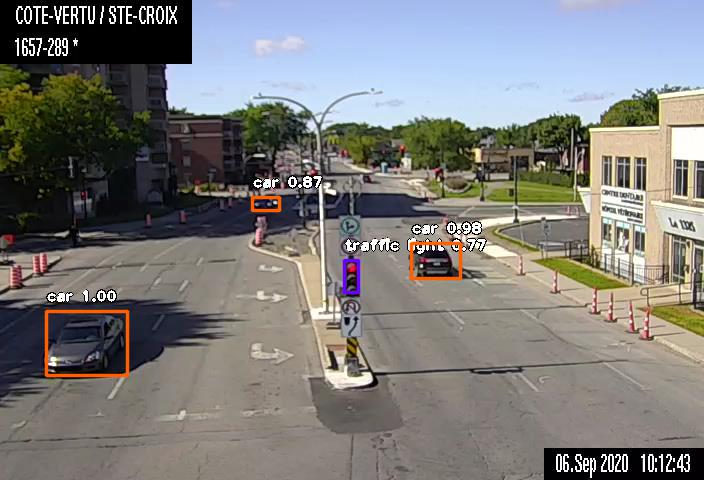 COTE-VERTU / STE-CROIX
1657-289 *
car 0.87
car 0.98
traffic light 0.77
car 1.00
CENTRE DENTAIRE
HÔPITAL VÉTÉRINAIRE
06.Sep 2020 10:12:43